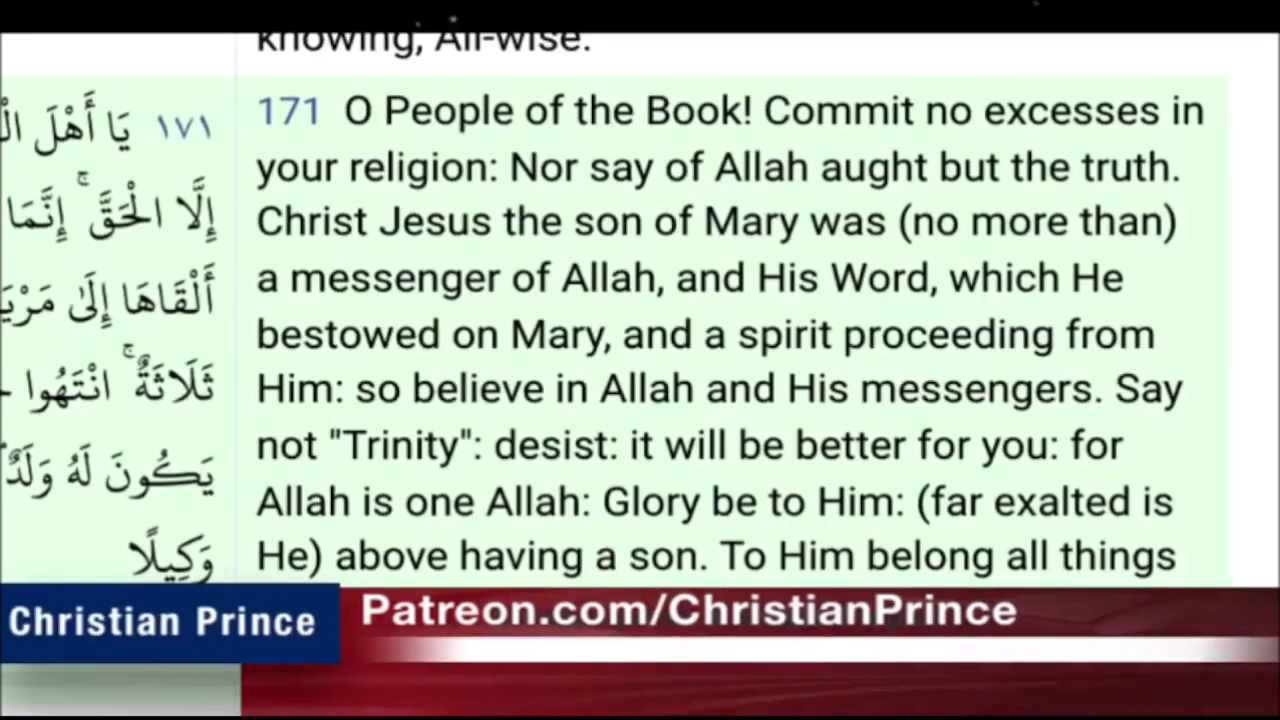 knowing, All-wise.
171 O People of the Book! Commit no excesses in
your religion: Nor say of Allah aught but the truth.
Christ Jesus the son of Mary was (no more than)
a messenger of Allah, and His Word, which He
bestowed on Mary, and a spirit proceeding from
Him: so believe in Allah and His messengers. Say
not "Trinity": desist: it will be better for you: for
Allah is one Allah: Glory be to Him: (far exalted is
He) above having a son. To Him belong all things
١٧١ يَا أَهْلَ
إِلَّا الْحَقَّ ۚ إِنَّمَا
أَلْقَاهَا إِلَىٰ
ثَلَاثَةٌ ۚ انْتَهُوا
يَكُونَ لَهُ وَلَدٌ
وَكِيلًا
Christian Prince
Patreon.com/ChristianPrince